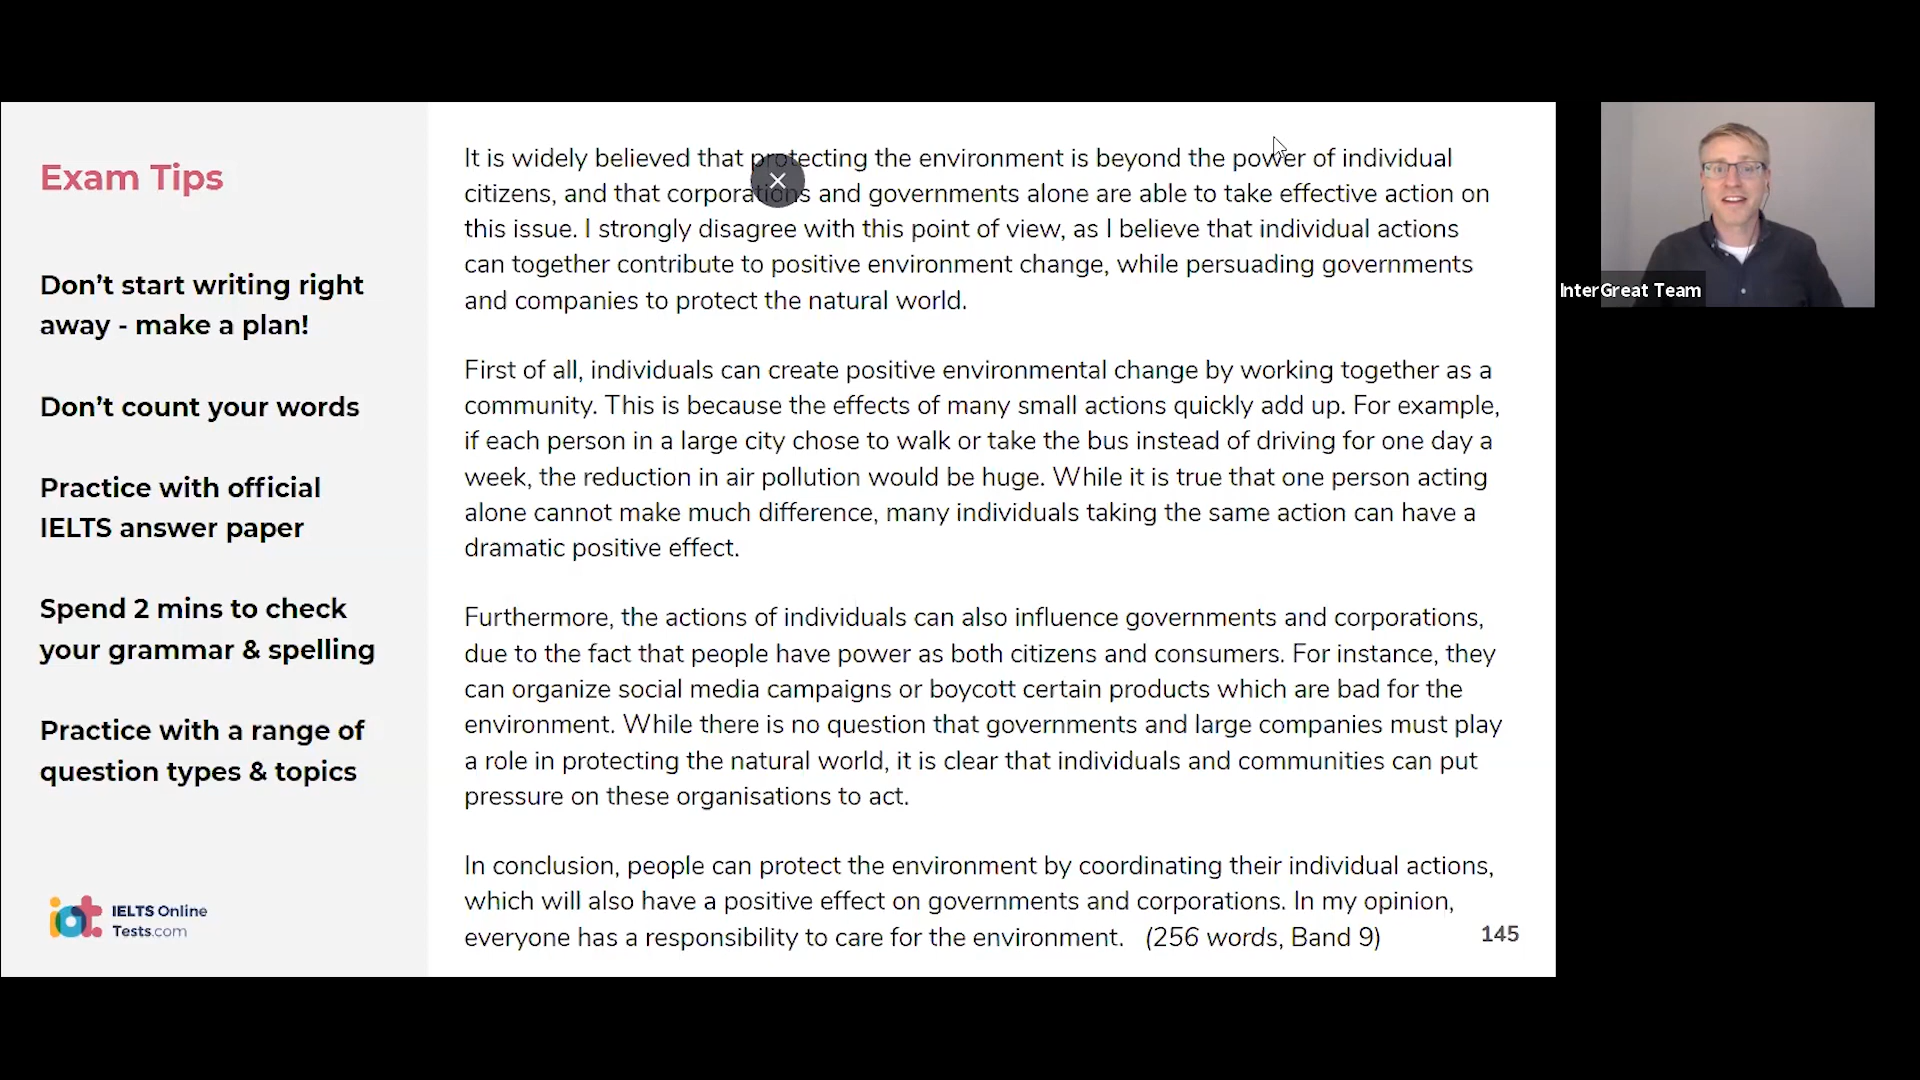 Exam Tips
Don't start writing right
away - make a plan!
Don't count your words
Practice with official
IELTS answer paper
Spend 2 mins to check
your grammar & spelling
Practice with a range of
question types & topics
iot IELTS Online
Tests.com
It is widely believed that protecting the environment is beyond the power of individual
citizens, and that corporations and governments alone are able to take effective action on
this issue. I strongly disagree with this point of view, as I believe that individual actions
can together contribute to positive environment change, while persuading governments
and companies to protect the natural world.
First of all, individuals can create positive environmental change by working together as a
community. This is because the effects of many small actions quickly add up. For example,
if each person in a large city chose to walk or take the bus instead of driving for one day a
week, the reduction in air pollution would be huge. While it is true that one person acting
alone cannot make much difference, many individuals taking the same action can have a
dramatic positive effect.
Furthermore, the actions of individuals can also influence governments and corporations,
due to the fact that people have power as both citizens and consumers. For instance, they
can organize social media campaigns or boycott certain products which are bad for the
environment. While there is no question that governments and large companies must play
a role in protecting the natural world, it is clear that individuals and communities can put
pressure on these organisations to act.
In conclusion, people can protect the environment by coordinating their individual actions,
which will also have a positive effect on governments and corporations. In my opinion,
everyone has a responsibility to care for the environment. (256 words, Band 9)
145
InterGreat Team